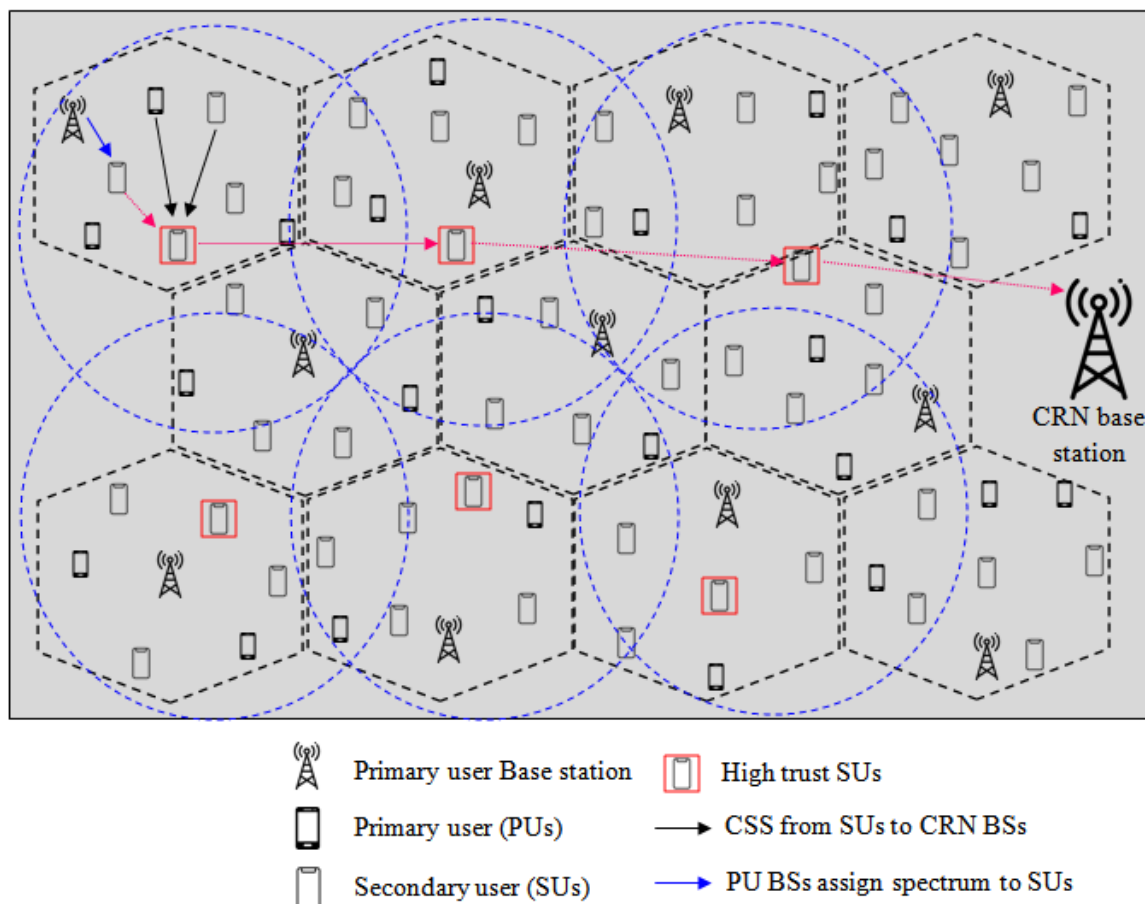 CRN base
station
Primary user Base station
High trust SUs
Primary user (PUs)
CSS from SUs to CRN BSs
Secondary user (SUs)
PU BSs assign spectrum to SUs